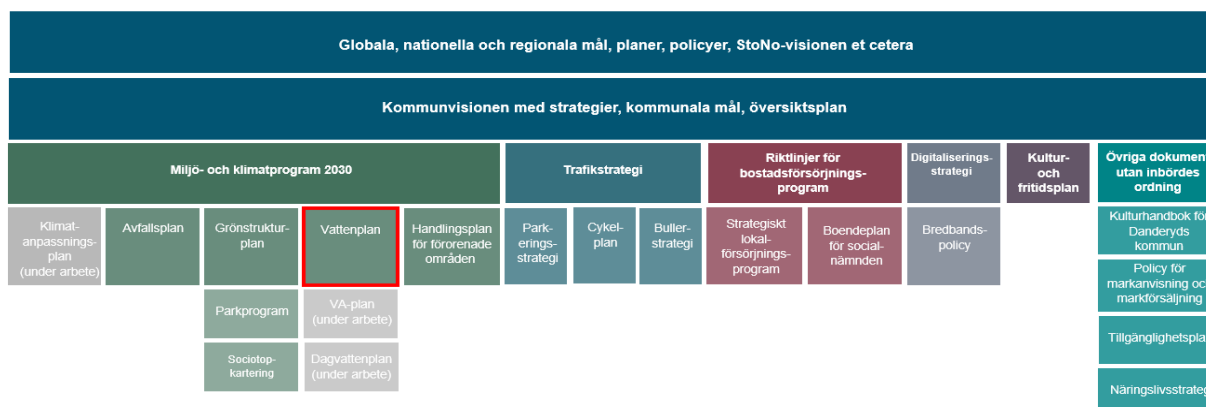 Globala, nationella och regionala mål, planer, policyer, StoNo-visionen et cetera
Kommunvisionen med strategier, kommunala mål, översiktsplan
Miljö- och klimatprogram 2030
Trafikstrategi
Riktlinjer för
bostadsförsörjnings-
program
Digitaliserings-
strategi
Kultur-
och
fritidsplan
Övriga dokument
utan inbördes
ordning
Klimat-
anpassnings-
plan
(under arbete)
Avfallsplan
Grönstruktur-
plan
Vattenplan
Handlingsplan
för förorenade
områden
Park-
erings-
strategi
Cykel-
plan
Buller-
strategi
Strategiskt
lokal-
försörjnings-
program
Boendeplan
för social-
nämnden
Bredbands-
policy
Kulturhandbok för
Danderyds
kommun
Policy för
markanvisning och
markförsäljning
Parkprogram
VA-plan
(under arbete)
Tillgänglighetsplan
Sociotop-
kartering
Dagvattenplan
(under arbete)
Näringslivsstrategi